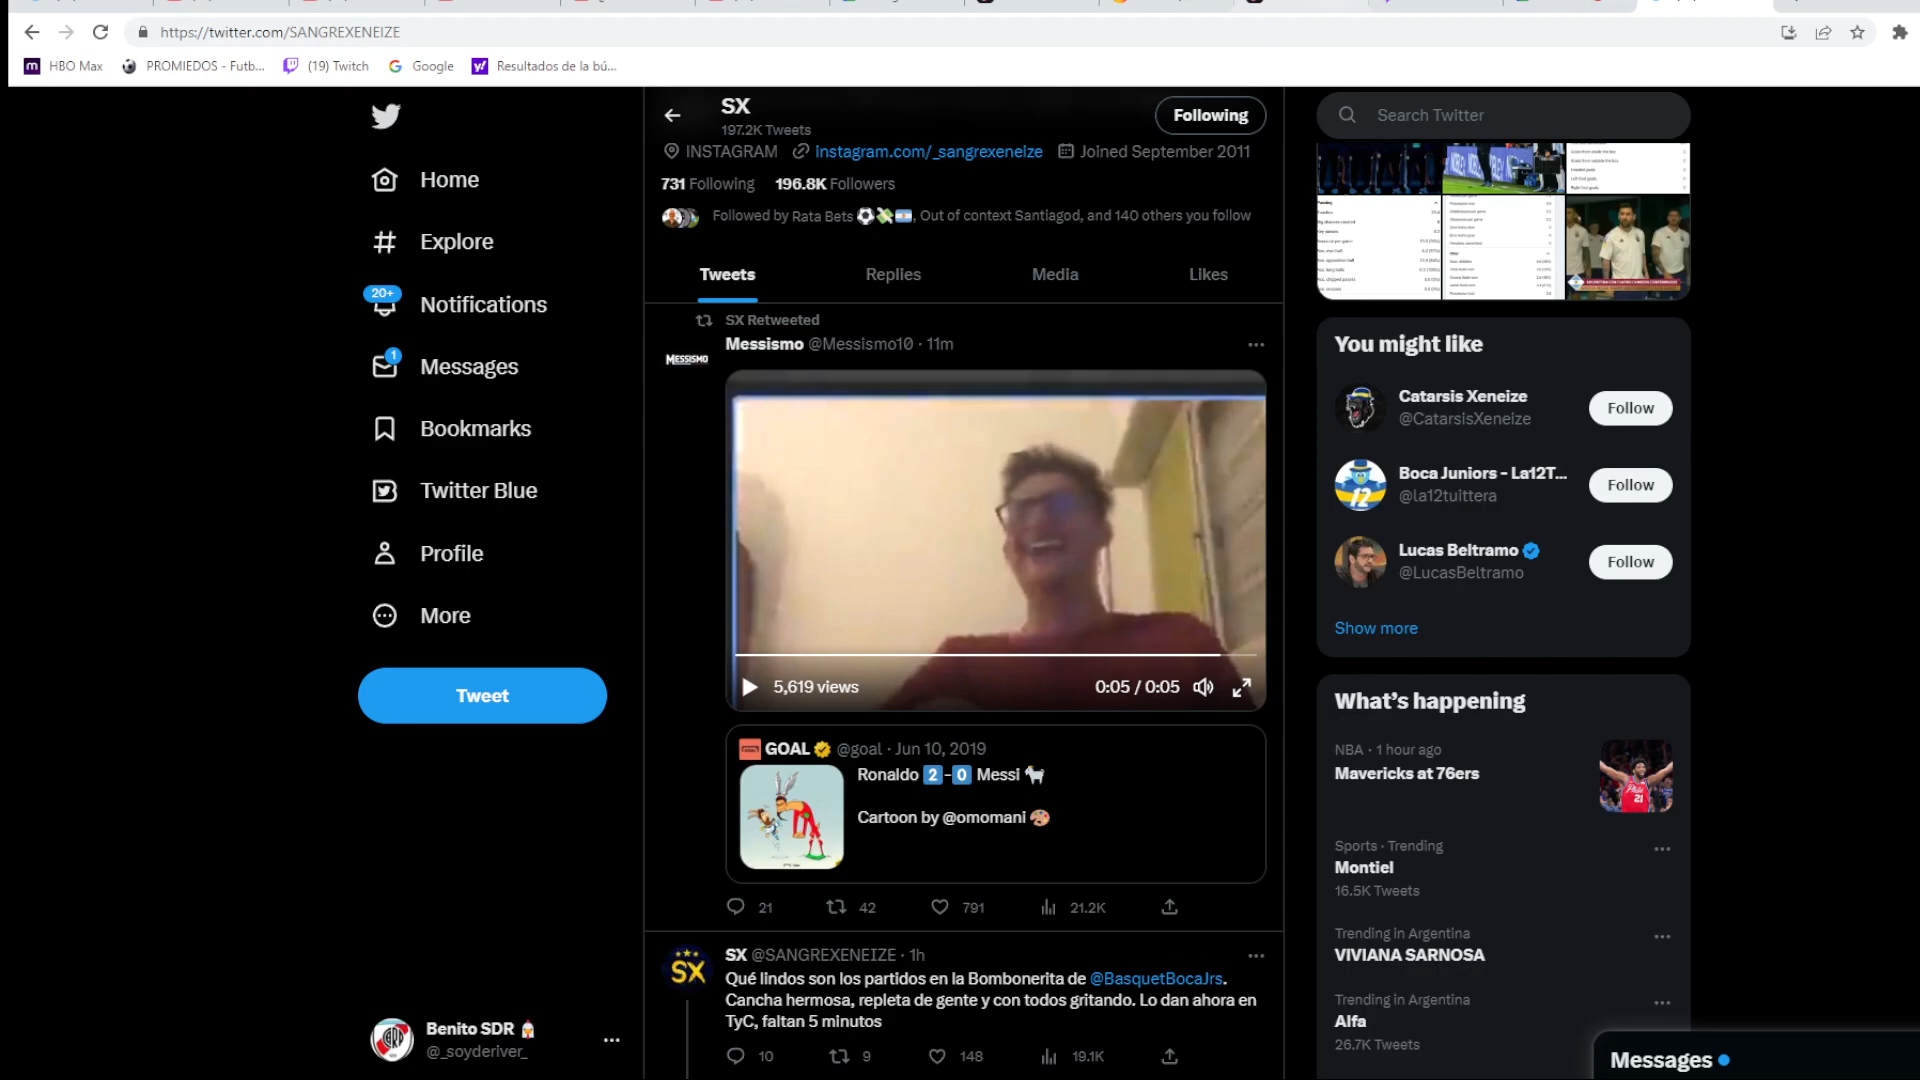 https://twitter.com/SANGREXENEIZE
HBO Max
PROMIEDOS - Futb...
(19) Twitch
Google
Resultados de la bú...
Home
Explore
20+
Notifications
1
Messages
Bookmarks
Twitter Blue
Profile
More
Tweet
Benito SDR
@_soyderiver_
SX
197.2K Tweets
Following
INSTAGRAM instagram.com/_sangrexeneize Joined September 2011
731 Following 196.8K Followers
Followed by Rata Bets, Out of context Santiagod, and 140 others you follow
Tweets Replies Media Likes
SX Retweeted
MESSISMO
Messismo @Messismo10 · 11m
5,619 views
0:05 / 0:05
GOAL @goal · Jun 10, 2019
Ronaldo 2-0 Messi
Cartoon by @omomani
21 42 791 21.2K
SX
SX @SANGREXENEIZE · 1h
Qué lindos son los partidos en la Bombonerita de @BasquetBocaJrs.
Cancha hermosa, repleta de gente y con todos gritando. Lo dan ahora en
TyC, faltan 5 minutos
10 9 148 19.1K
Search Twitter
You might like
Catarsis Xeneize
@CatarsisXeneize
Follow
12
Boca Juniors - La12T...
@la12tuittera
Follow
Lucas Beltramo
@LucasBeltramo
Follow
Show more
What's happening
NBA · 1 hour ago
Mavericks at 76ers
Sports · Trending
Montiel
16.5K Tweets
Trending in Argentina
VIVIANA SARNOSA
Trending in Argentina
Alfa
26.7K Tweets
Messages